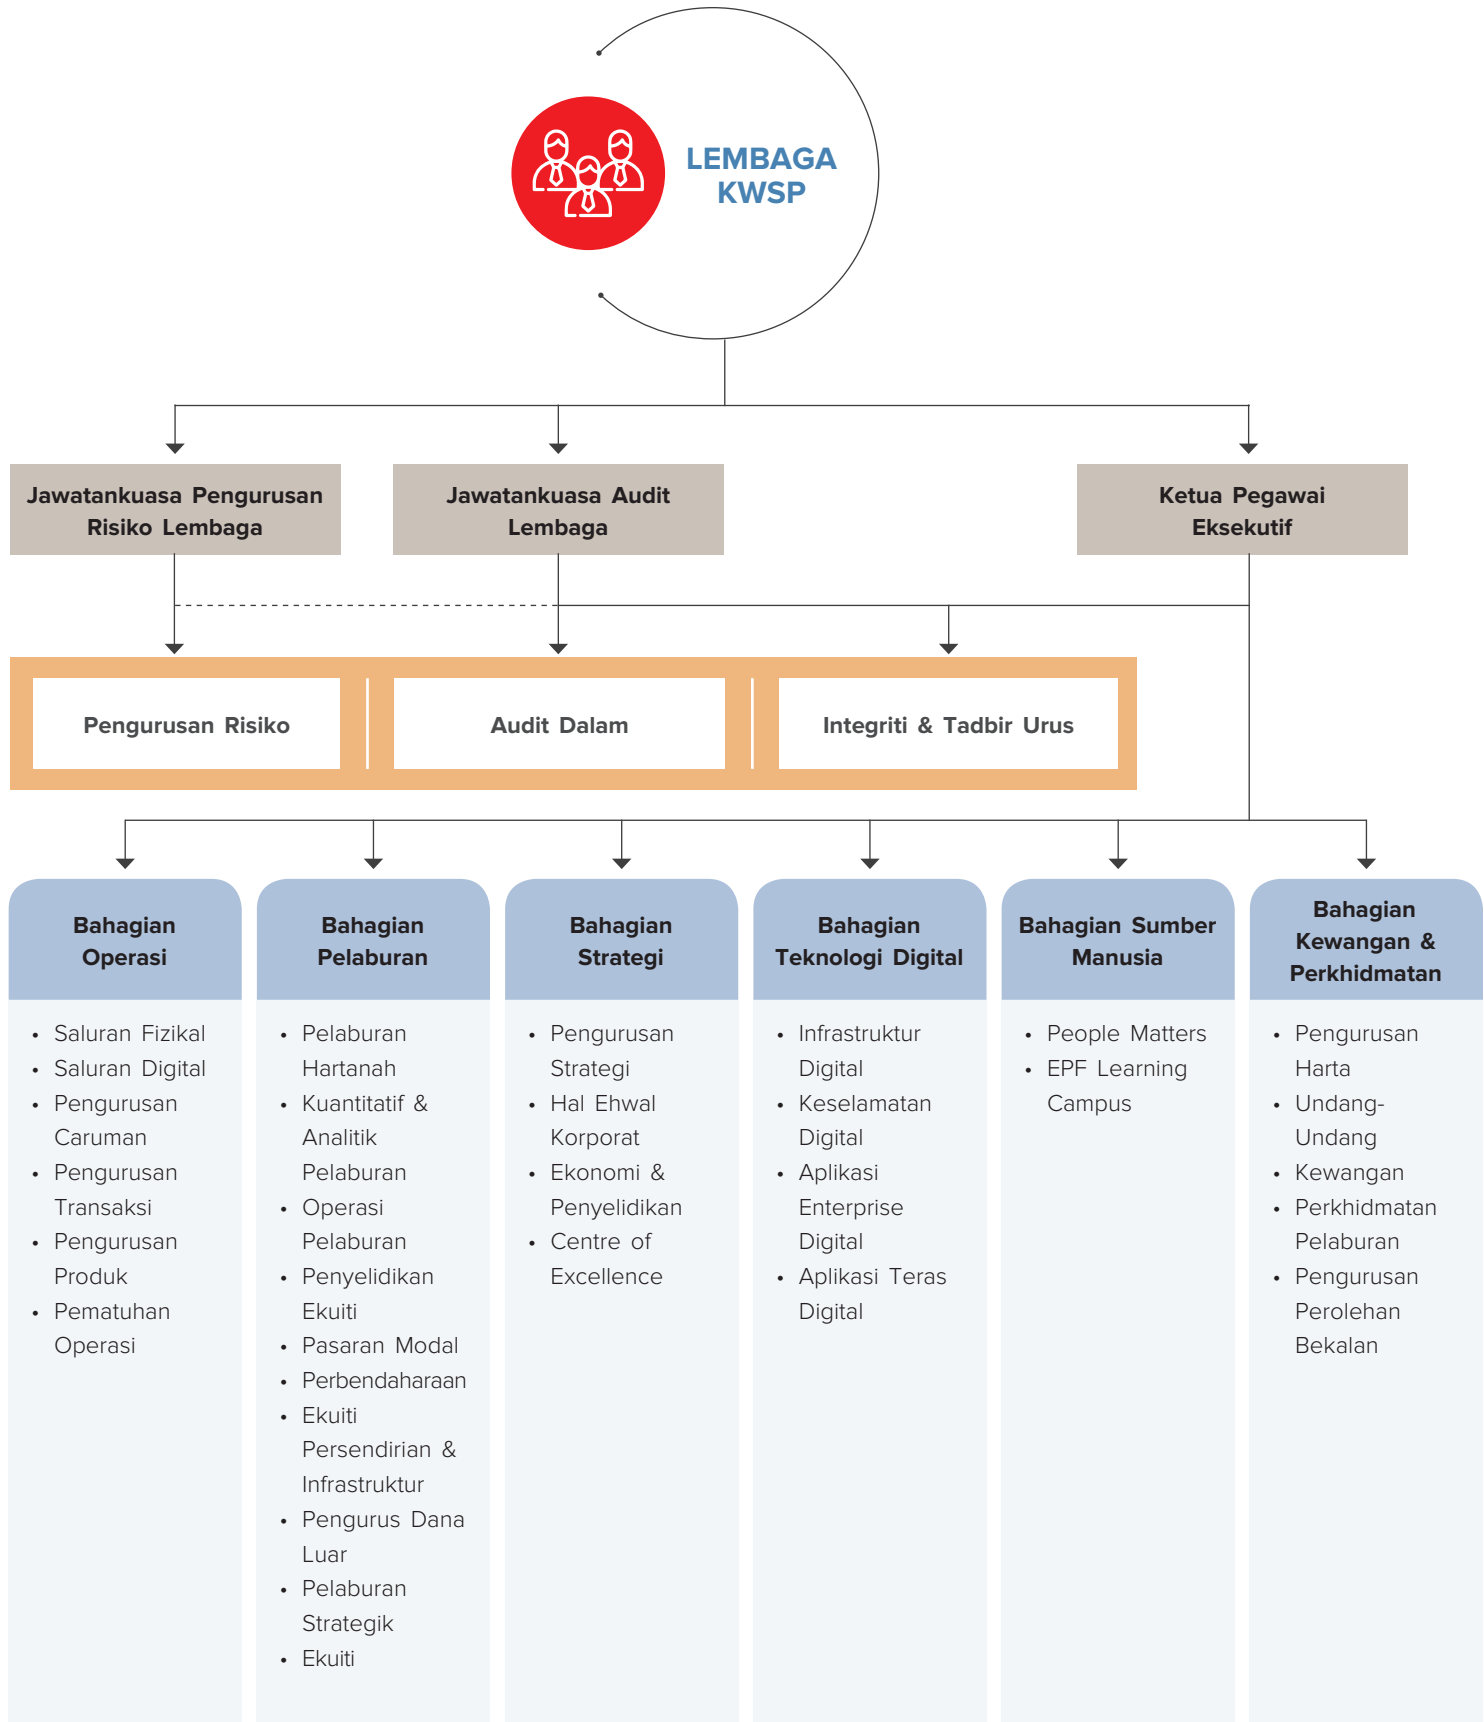 LEMBAGA
KWSP
Jawatankuasa Pengurusan
Risiko Lembaga
Jawatankuasa Audit
Lembaga
Ketua Pegawai
Eksekutif
Pengurusan Risiko
Audit Dalam
Integriti & Tadbir Urus
Bahagian
Operasi
• Saluran Fizikal
• Saluran Digital
• Pengurusan
Caruman
• Pengurusan
Transaksi
• Pengurusan
Produk
• Pematuhan
Operasi
Bahagian
Pelaburan
• Pelaburan
Hartanah
• Kuantitatif &
Analitik
Pelaburan
• Operasi
Pelaburan
• Penyelidikan
Ekuiti
• Pasaran Modal
• Perbendaharaan
• Ekuiti
Persendirian &
Infrastruktur
• Pengurus Dana
Luar
• Pelaburan
Strategik
• Ekuiti
Bahagian
Strategi
• Pengurusan
Strategi
• Hal Ehwal
Korporat
• Ekonomi &
Penyelidikan
• Centre of
Excellence
Bahagian
Teknologi Digital
• Infrastruktur
Digital
• Keselamatan
Digital
• Aplikasi
Enterprise
Digital
• Aplikasi Teras
Digital
Bahagian Sumber
Manusia
• People Matters
• EPF Learning
Campus
Bahagian
Kewangan &
Perkhidmatan
• Pengurusan
Harta
• Undang-
Undang
• Kewangan
• Perkhidmatan
Pelaburan
• Pengurusan
Perolehan
Bekalan